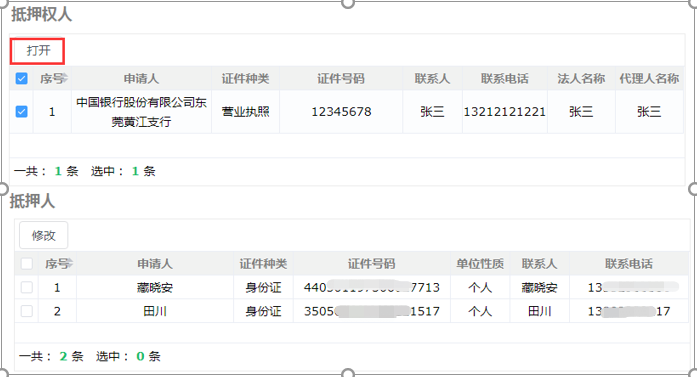 抵押权人
打开
序号 申请人 证件种类 证件号码 联系人 联系电话 法人名称 代理人名称
1 中国银行股份有限公司东莞黄江支行 营业执照 12345678 张三 13212121221 张三 张三
一共： 1 条 选中： 1 条
抵押人
修改
序号 申请人 证件种类 证件号码 单位性质 联系人 联系电话
1 藏晓安 身份证 7713 个人 藏晓安 13
2 田川 身份证 3505 1517 个人 田川 13 17
一共： 2 条 选中： 0 条